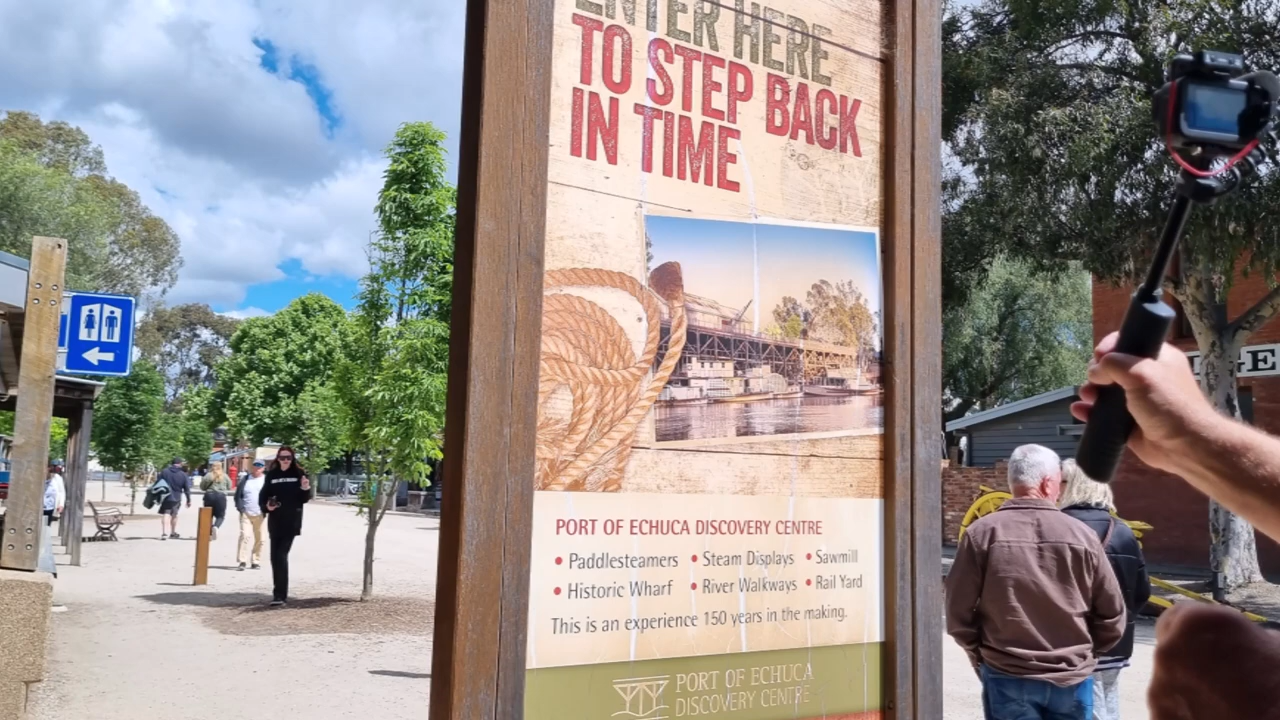 ENTER HERE
TO STEP BACK
IN TIME
PORT OF ECHUCA DISCOVERY CENTRE
• Paddlesteamers • Steam Displays • Sawmill
• Historic Wharf • River Walkways • Rail Yard
This is an experience 150 years in the making.
PORT OF ECHUCA
DISCOVERY CENTRE